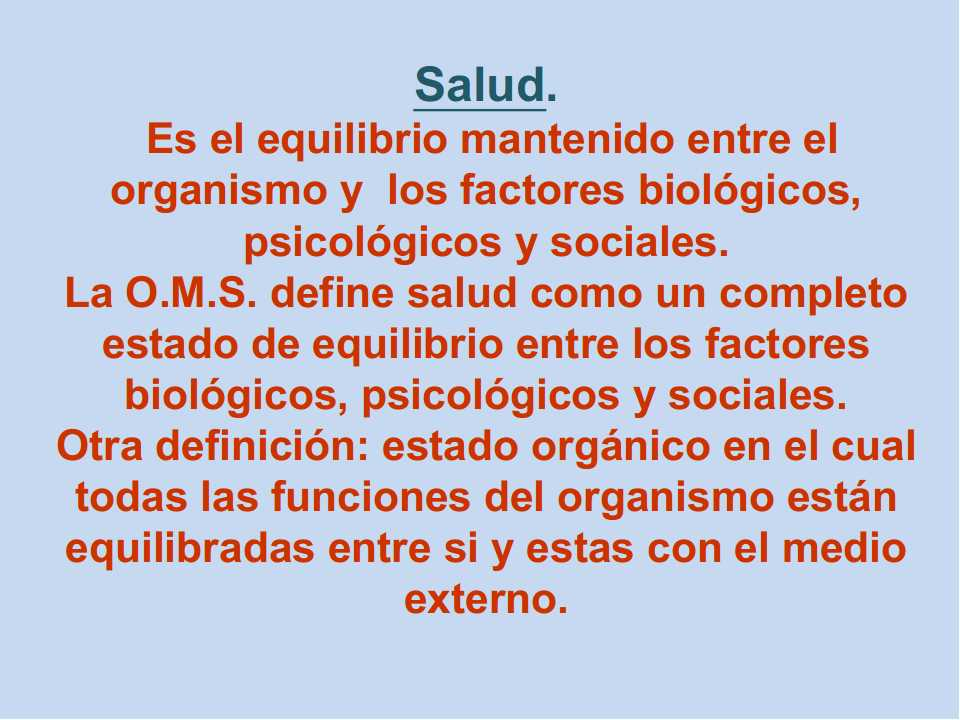 Salud.
Es el equilibrio mantenido entre el
organismo y  los factores biológicos,
psicológicos y sociales.
La O.M.S. define salud como un completo
estado de equilibrio entre los factores
biológicos, psicológicos y sociales.
Otra definición: estado orgánico en el cual
todas las funciones del organismo están
equilibradas entre si y estas con el medio
externo.